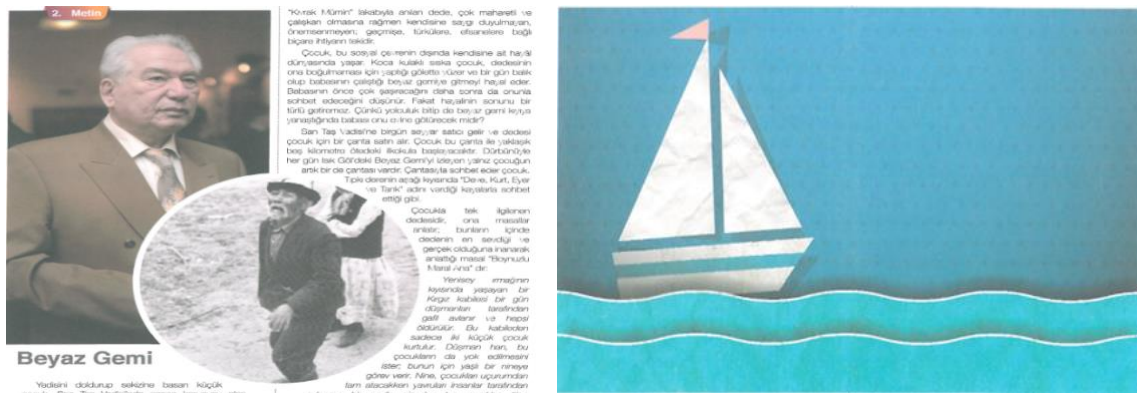 2. Metin
Beyaz Gemi
Yedisini doldurup sekizine basan küçük
"Kıvrak Mümin" lakabıyla anılan dede, çok maharetli ve
çalışkan olmasına rağmen kendisine saygı duyulmayan,
önemsenmeyen; geçmişe, türkülere, efsanelere bağlı
biçare ihtiyarın tekidir.
Çocuk, bu sosyal çevrenin dışında kendisine ait hayâl
dünyasında yaşar. Koca kulaklı sıska çocuk, dedesinin
ona boğulmaması için yaptığı gölette yüzer ve bir gün balık
olup babasının çalıştığı beyaz gemiye gitmeyi hayal eder.
Babasının önce çok şaşıracağını daha sonra da onunla
sohbet edeceğini düşünür. Fakat hayalinin sonunu bir
türlü getiremez. Çünkü yolculuk bitip de beyaz gemi kıyıya
yanaştığında babası onu evine götürecek midir?
San Taş Vadisi'ne birgün seyyar satıcı gelir ve dedesi
çocuk için bir çanta satın alır. Çocuk bu çanta ile yaklaşık
beş kilometre ötedeki ilkokula başlayacaktır. Dürbünüyle
her gün Isık Göl'deki Beyaz Gemi'yi izleyen yalnız çocuğun
artık bir de çantası vardır. Çantasıyla sohbet eder çocuk.
Tıpkı derenin aşağı kıyısında "Deve, Kurt, Eyer
ve Tank" adını verdiği kayalarla sohbet
ettiği gibi.
Çocukla tek ilgilenen
dedesidir, ona masallar
anlatır; bunların içinde
dedenin en sevdiği ve
gerçek olduğuna inanarak
anlattığı masal "Boynuzlu
Maral Ana" dır.
Yenisey ırmağının
kıyısında yaşayan bir
Kırgız kabilesi bir gün
düşmanları tarafından
gafil avlanır ve hepsi
öldürülür. Bu kabileden
sadece iki küçük çocuk
kurtulur. Düşman han, bu
çocukların da yok edilmesini
ister; bunun için yaşlı bir nineye
görev verir. Nine, çocukları uçurumdan
tam atacakken yavruları insanlar tarafından